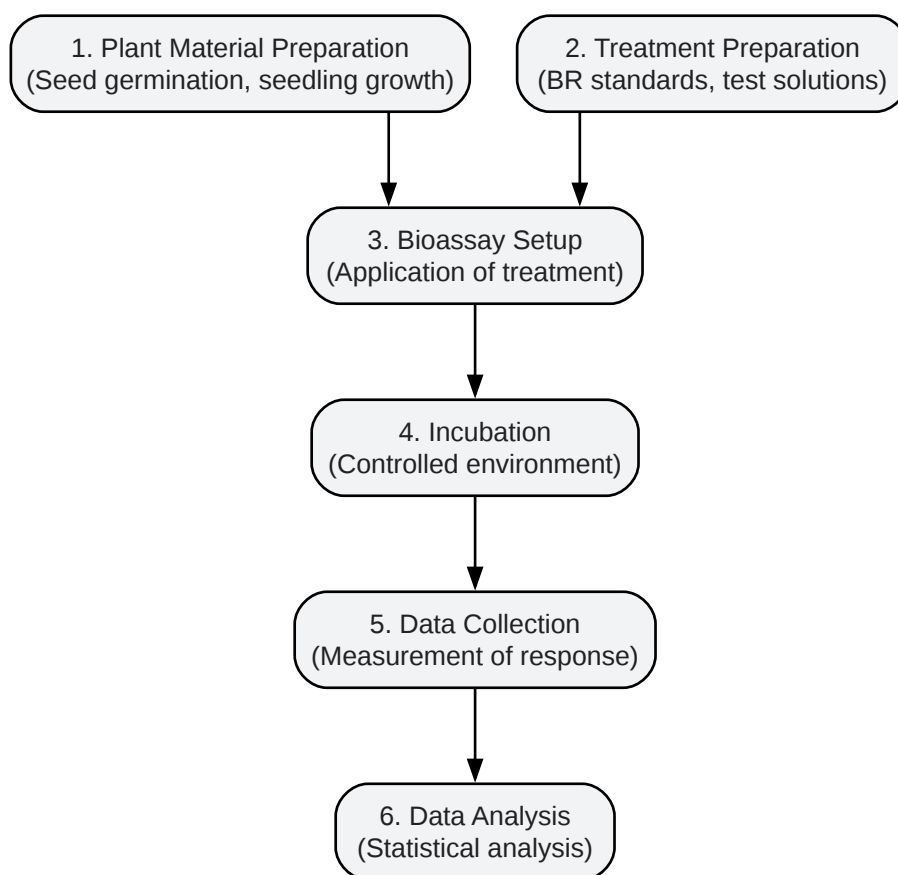 1. Plant Material Preparation
(Seed germination, seedling growth)
2. Treatment Preparation
(BR standards, test solutions)
3. Bioassay Setup
(Application of treatment)
4. Incubation
(Controlled environment)
5. Data Collection
(Measurement of response)
6. Data Analysis
(Statistical analysis)